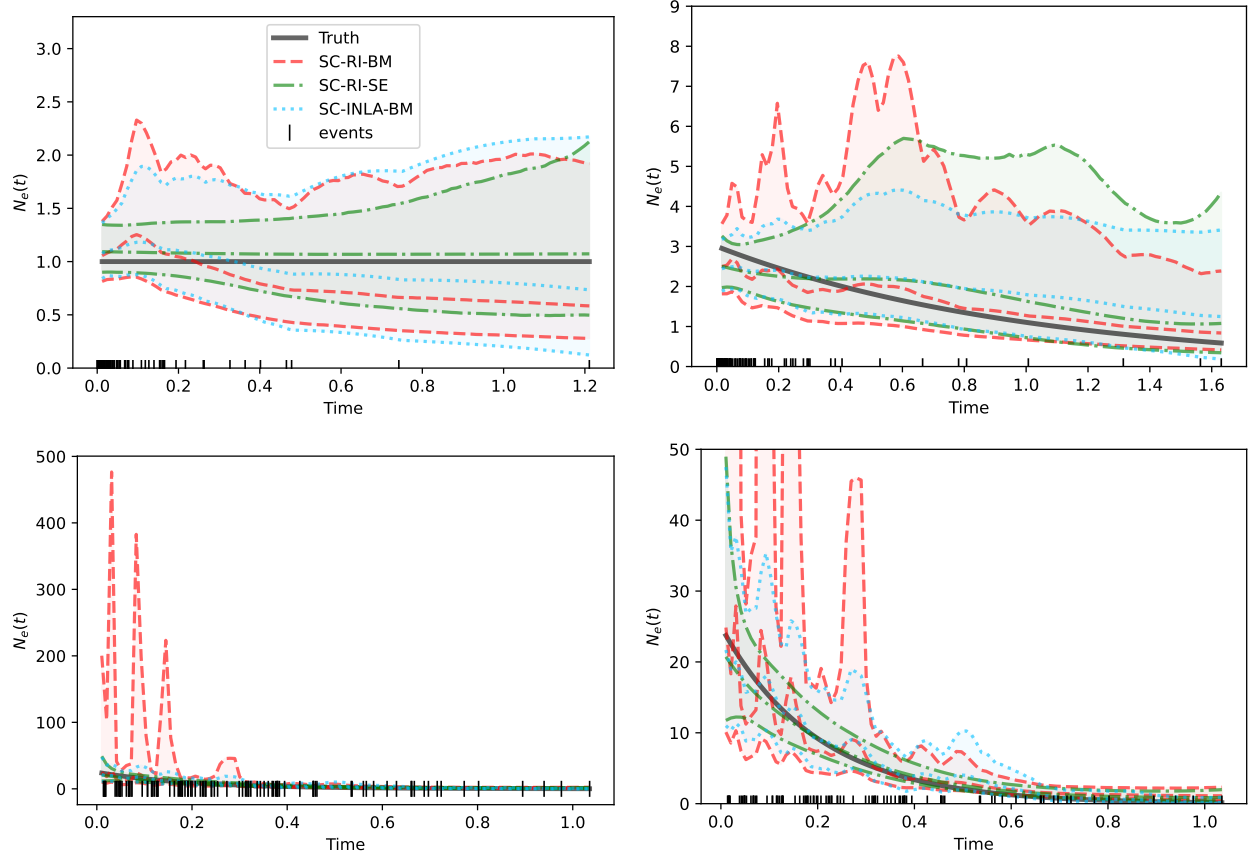 3.0
2.5
2.0
1.5
1.0
0.5
0.0
N_e(t)
Truth
SC-RI-BM
SC-RI-SE
SC-INLA-BM
events
0.0 0.2 0.4 0.6 0.8 1.0 1.2
Time
9
8
7
6
5
4
3
2
1
0
N_e(t)
0.0 0.2 0.4 0.6 0.8 1.0 1.2 1.4 1.6
Time
500
400
300
200
100
0
N_e(t)
0.0 0.2 0.4 0.6 0.8 1.0
Time
50
40
30
20
10
0
N_e(t)
0.0 0.2 0.4 0.6 0.8 1.0
Time